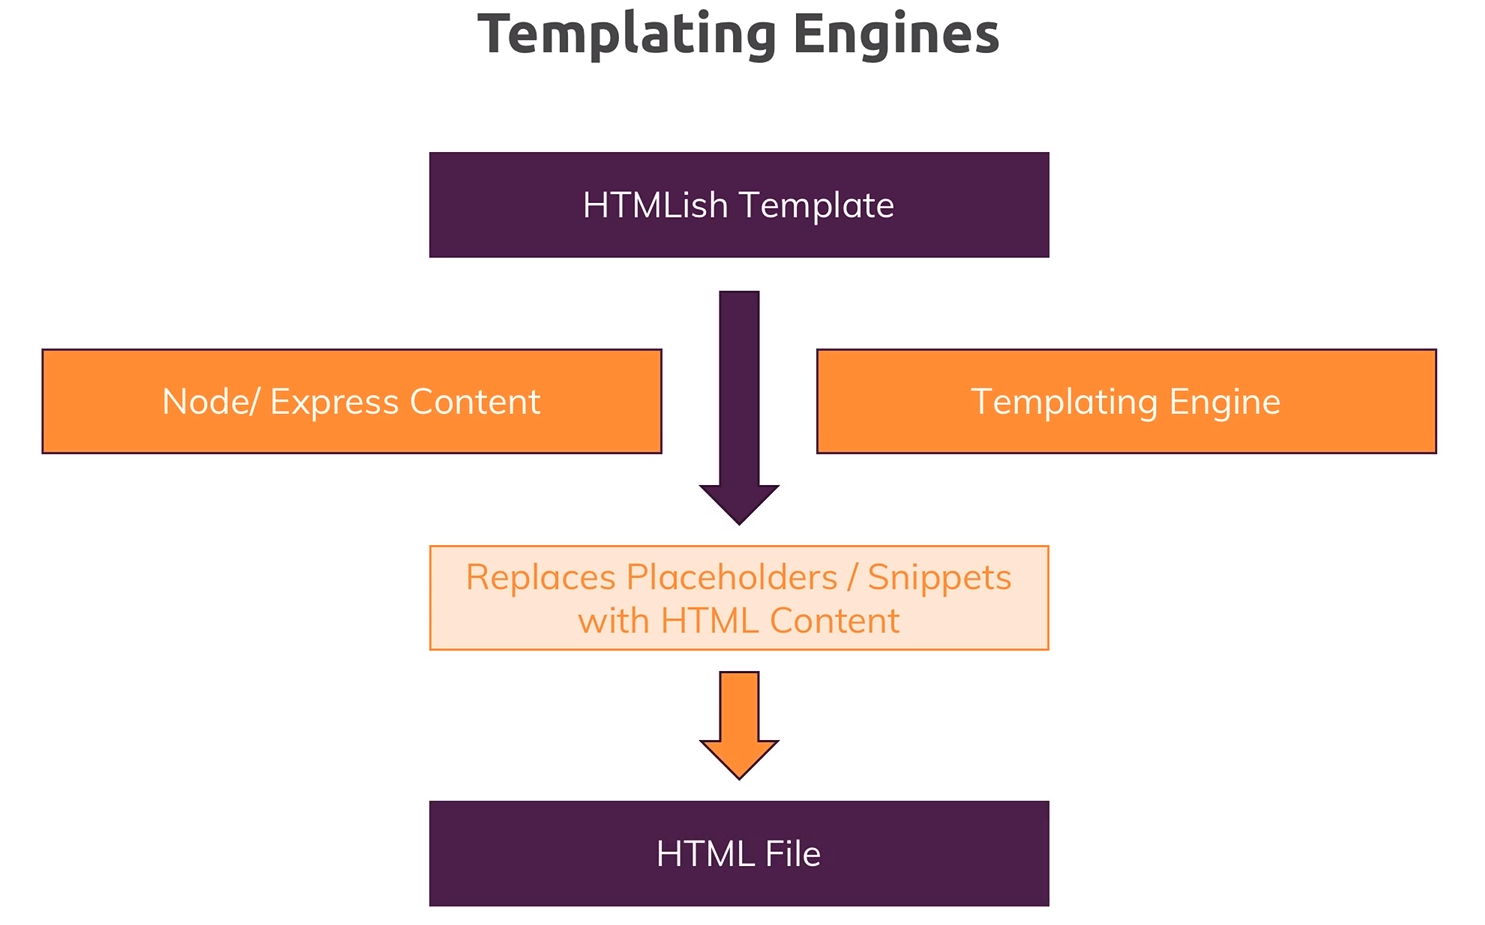 Templating Engines
HTMLish Template
Node/ Express Content
Templating Engine
Replaces Placeholders / Snippets
with HTML Content
HTML File